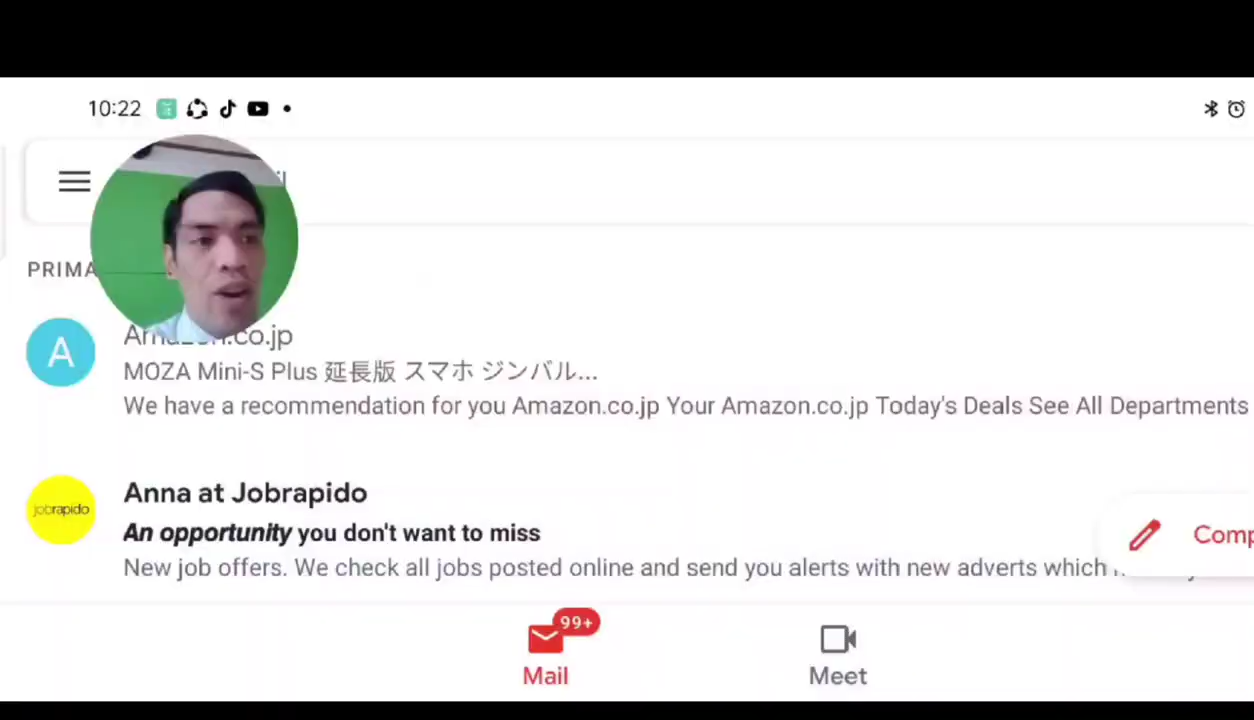 10:22
PRIMA
Amazon.co.jp
A
MOZA Mini-S Plus 延長版 スマホ ジンバル...
We have a recommendation for you Amazon.co.jp Your Amazon.co.jp Today's Deals See All Departments
Anna at Jobrapido
jobrapido
An opportunity you don't want to miss
Comp
New job offers. We check all jobs posted online and send you alerts with new adverts which
99+
Mail
Meet